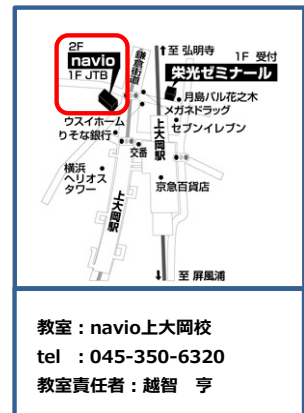 2F
navio
1F JTB
鎌倉街道
至 弘明寺
1F 受付
栄光ゼミナール
月島バル花之木
メガネドラッグ
セブンイレブン
ウスイホーム
りそな銀行
交番
上大岡駅
横浜
ヘリオス
タワー
京急百貨店
上大岡駅
至 屏風浦
教室：navio上大岡校
tel ：045-350-6320
教室責任者：越智 亨